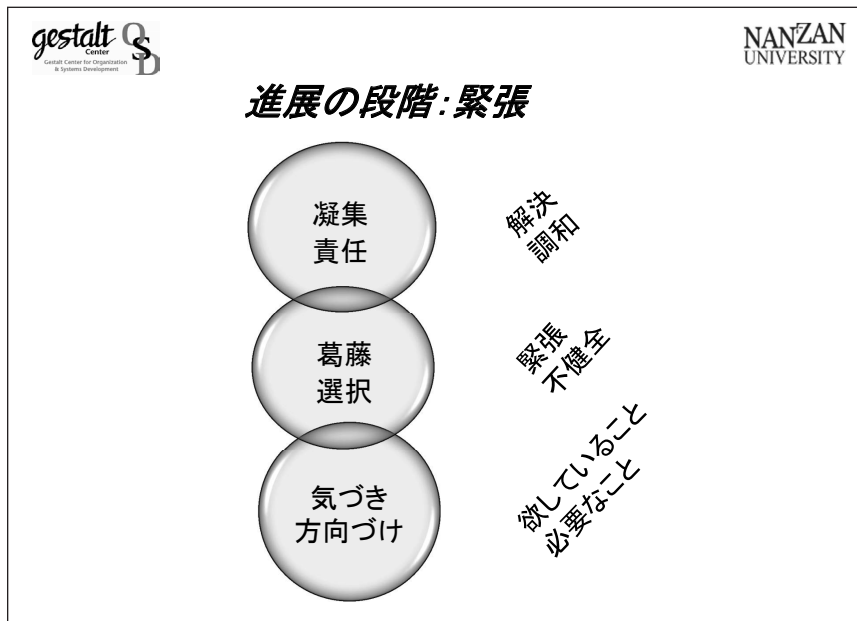 gestalt OSD
Center
Gestalt Center for Organization
& Systems Development
NANZAN
UNIVERSITY
進展の段階：緊張
凝集
責任
解決
調和
葛藤
選択
緊張
不健全
気づき
方向づけ
欲していること
必要なこと